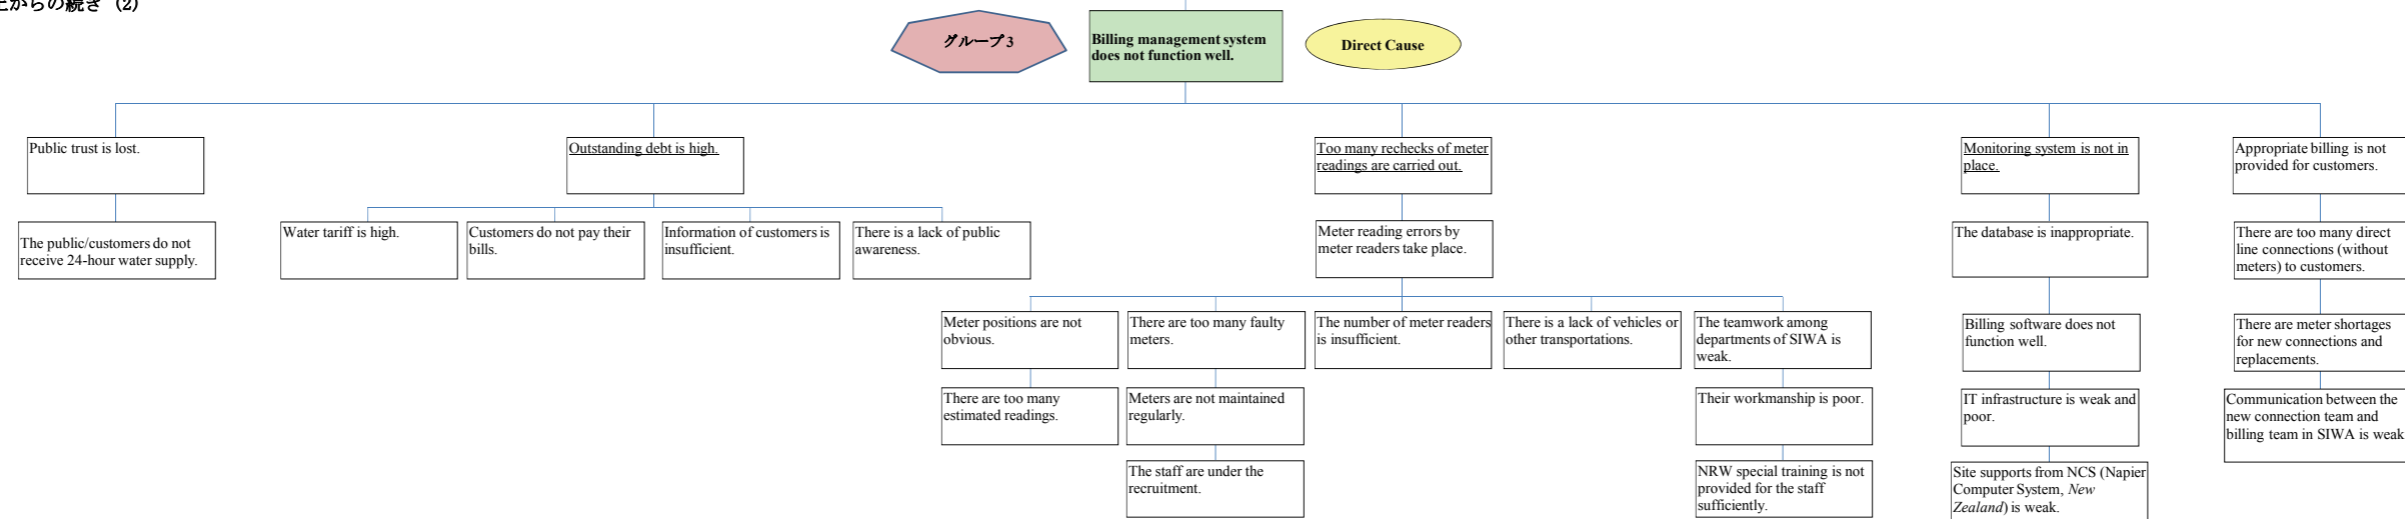 上からの続き (2)
グループ 3
Billing management system
does not function well.
Direct Cause
Public trust is lost.
Outstanding debt is high.
Too many rechecks of meter
readings are carried out.
Monitoring system is not in
place.
Appropriate billing is not
provided for customers.
The public/customers do not
receive 24-hour water supply.
Water tariff is high.
Customers do not pay their
bills.
Information of customers is
insufficient.
There is a lack of public
awareness.
Meter reading errors by
meter readers take place.
The database is inappropriate.
There are too many direct
line connections (without
meters) to customers.
Meter positions are not
obvious.
There are too many faulty
meters.
The number of meter readers
is insufficient.
There is a lack of vehicles or
other transportations.
The teamwork among
departments of SIWA is
weak.
Billing software does not
function well.
There are meter shortages
for new connections and
replacements.
There are too many
estimated readings.
Meters are not maintained
regularly.
Their workmanship is poor.
IT infrastructure is weak and
poor.
Communication between the
new connection team and
billing team in SIWA is weak
The staff are under the
recruitment.
NRW special training is not
provided for the staff
sufficiently.
Site supports from NCS (Napier
Computer System, New
Zealand) is weak.